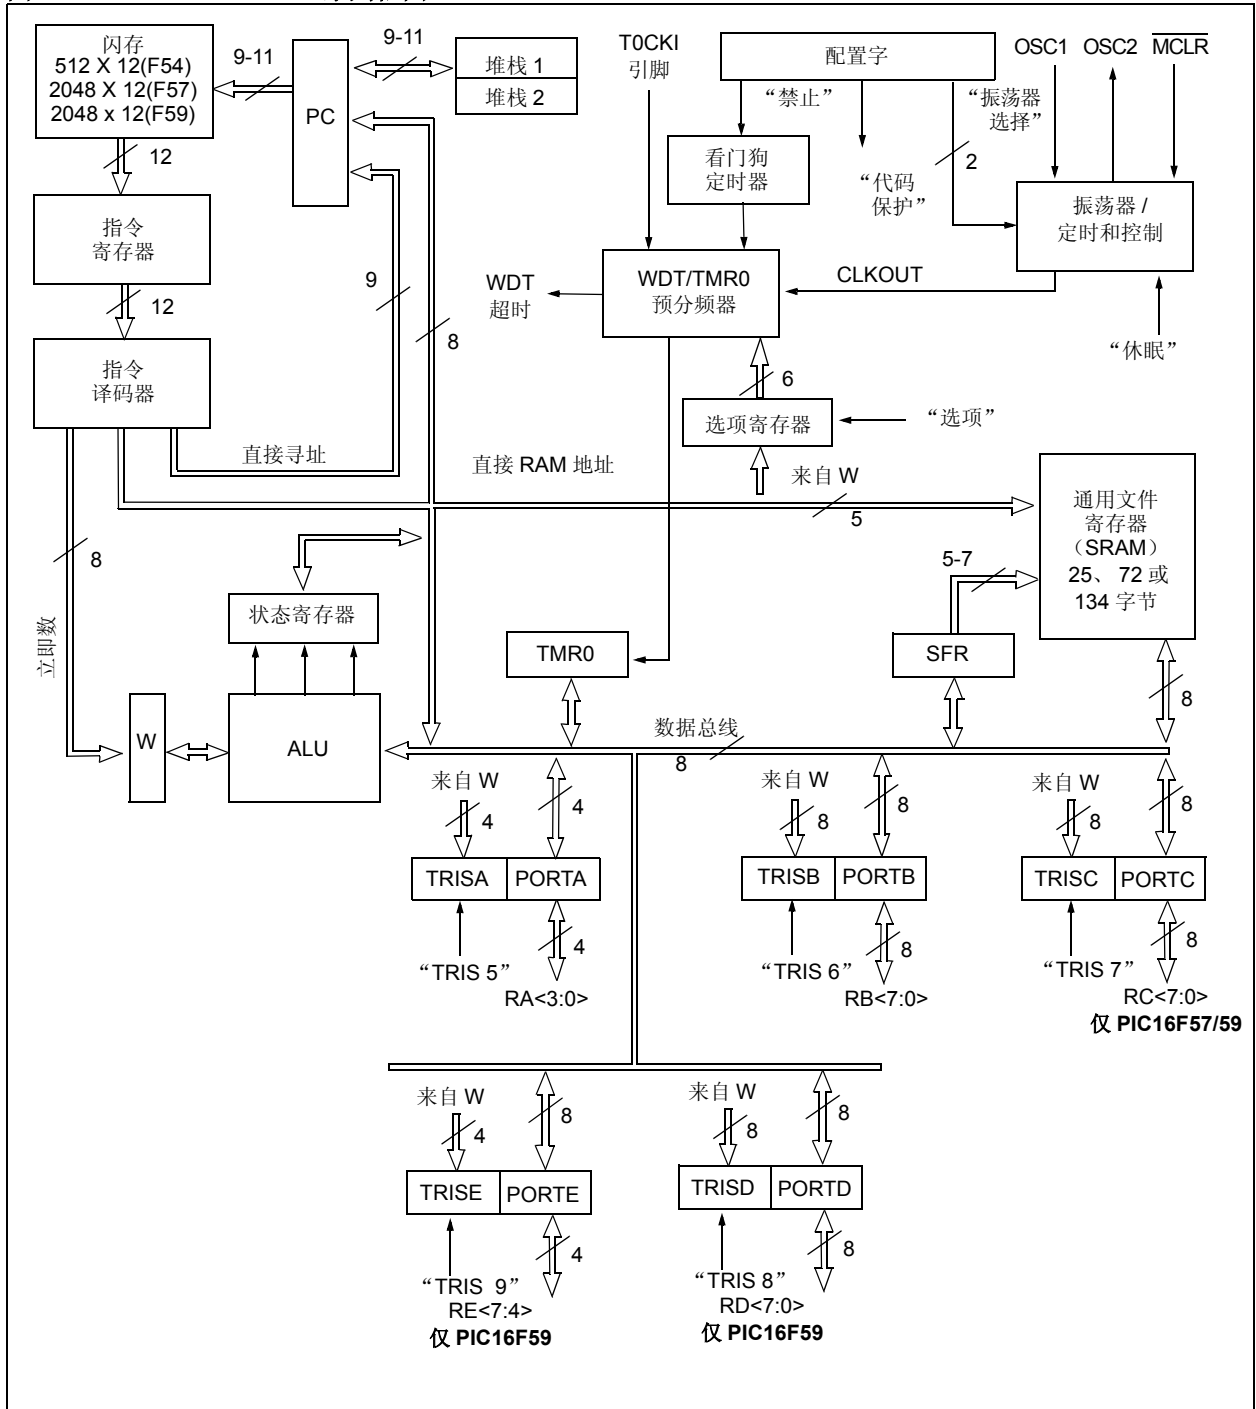 闪存
512 X 12(F54)
2048 X 12(F57)
2048 x 12(F59)
9-11
PC
9-11
堆栈 1
堆栈 2
T0CKI
引脚
配置字
OSC1
OSC2
MCLR
“禁止”
“振荡器
选择”
12
看门狗
定时器
2
“代码
保护”
指令
寄存器
振荡器 /
定时和控制
9
WDT
超时
WDT/TMR0
预分频器
CLKOUT
12
8
“休眠”
指令
译码器
6
选项寄存器
“选项”
直接寻址
直接 RAM 地址
来自 W
5
通用文件
寄存器
（SRAM）
25、 72 或
134 字节
8
5-7
状态寄存器
立即数
TMR0
SFR
8
W
ALU
数据总线
8
来自 W
4
4
来自 W
8
8
来自 W
8
8
TRISA
PORTA
TRISB
PORTB
TRISC
PORTC
4
8
8
“TRIS 5”
“TRIS 6”
“TRIS 7”
RA<3:0>
RB<7:0>
RC<7:0>
仅 PIC16F57/59
来自 W
4
8
来自 W
8
8
TRISE
PORTE
TRISD
PORTD
4
8
“TRIS 9”
RE<7:4>
仅 PIC16F59
“TRIS 8”
RD<7:0>
仅 PIC16F59